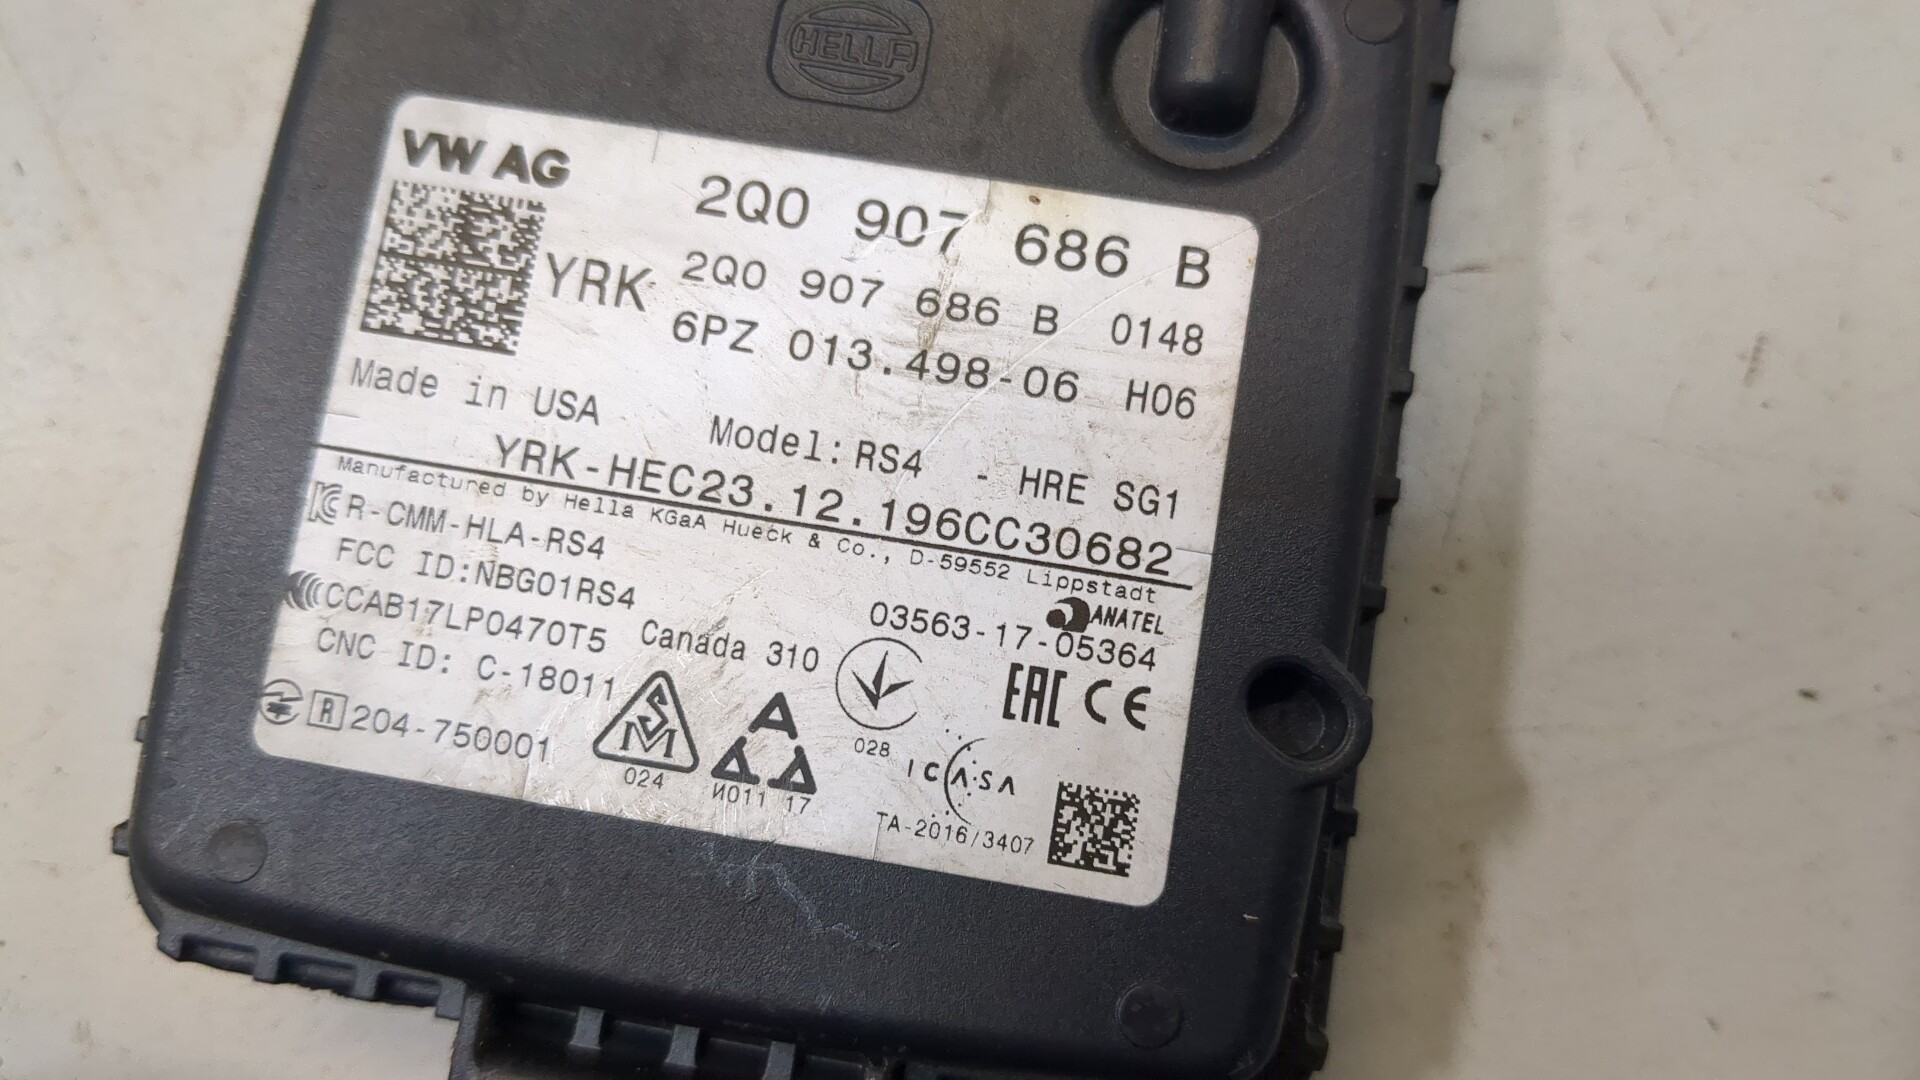 HELLA
VW AG
2Q0 907 686 B
YRK
2Q0 907 686 B 0148
6PZ 013.498-06 H06
Made in USA
Model: RS4 - HRE SG1
YRK-HEC23.12.196CC30682
Manufactured by Hella KGaA Hueck & Co., D-59552 Lippstadt
R-CMM-HLA-RS4
FCC ID:NBG01RS4
CCAB17LP0470T5
Canada 310
CNC ID: C-18011
R 204-750001
ANATEL
03563-17-05364
SM
024
И011 17
028
EAC CE
ICASA
TA-2016/3407